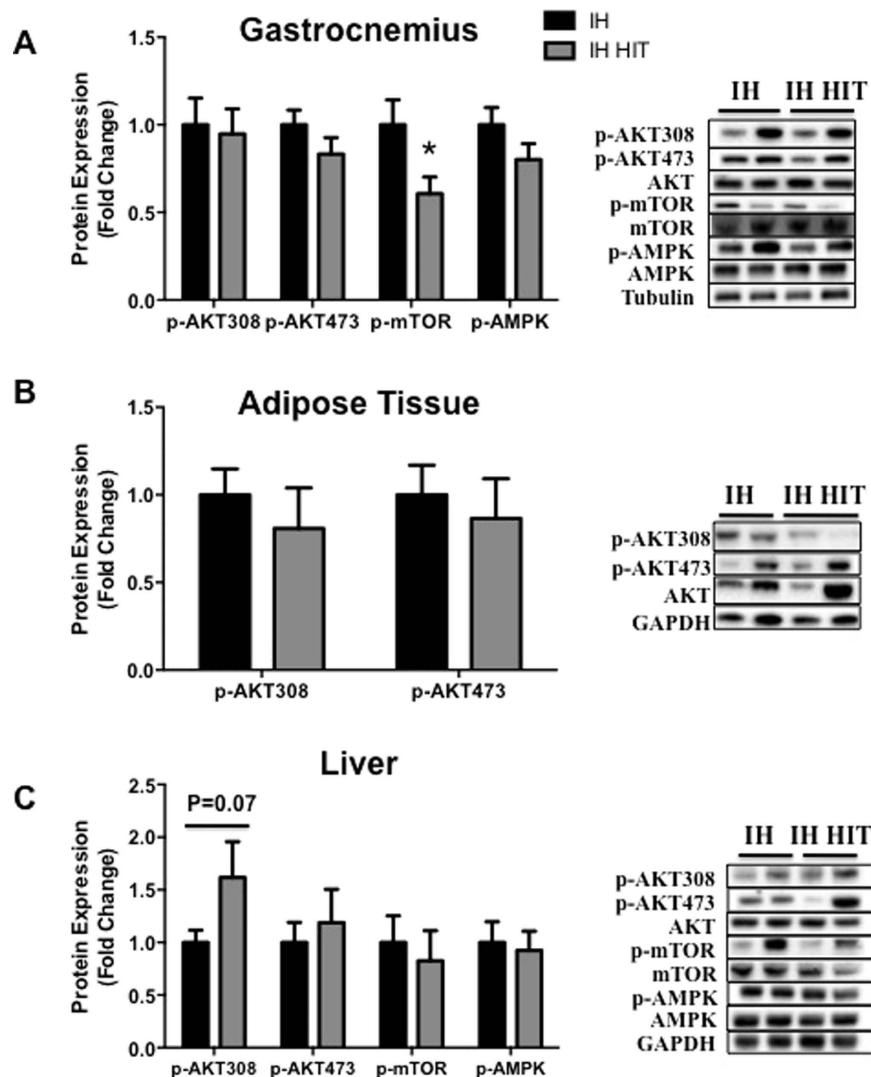 A
Gastrocnemius
IH
IH HIT
Protein Expression
(Fold Change)
1.5
1.0
0.5
0.0
p-AKT308
p-AKT473
p-mTOR
p-AMPK
*
IH
IH HIT
p-AKT308
p-AKT473
AKT
p-mTOR
mTOR
p-AMPK
AMPK
Tubulin
B
Adipose Tissue
Protein Expression
(Fold Change)
1.5
1.0
0.5
0.0
p-AKT308
p-AKT473
IH
IH HIT
p-AKT308
p-AKT473
AKT
GAPDH
C
Liver
Protein Expression
(Fold Change)
2.5
2.0
1.5
1.0
0.5
0.0
P=0.07
p-AKT308
p-AKT473
p-mTOR
p-AMPK
IH
IH HIT
p-AKT308
p-AKT473
AKT
p-mTOR
mTOR
p-AMPK
AMPK
GAPDH